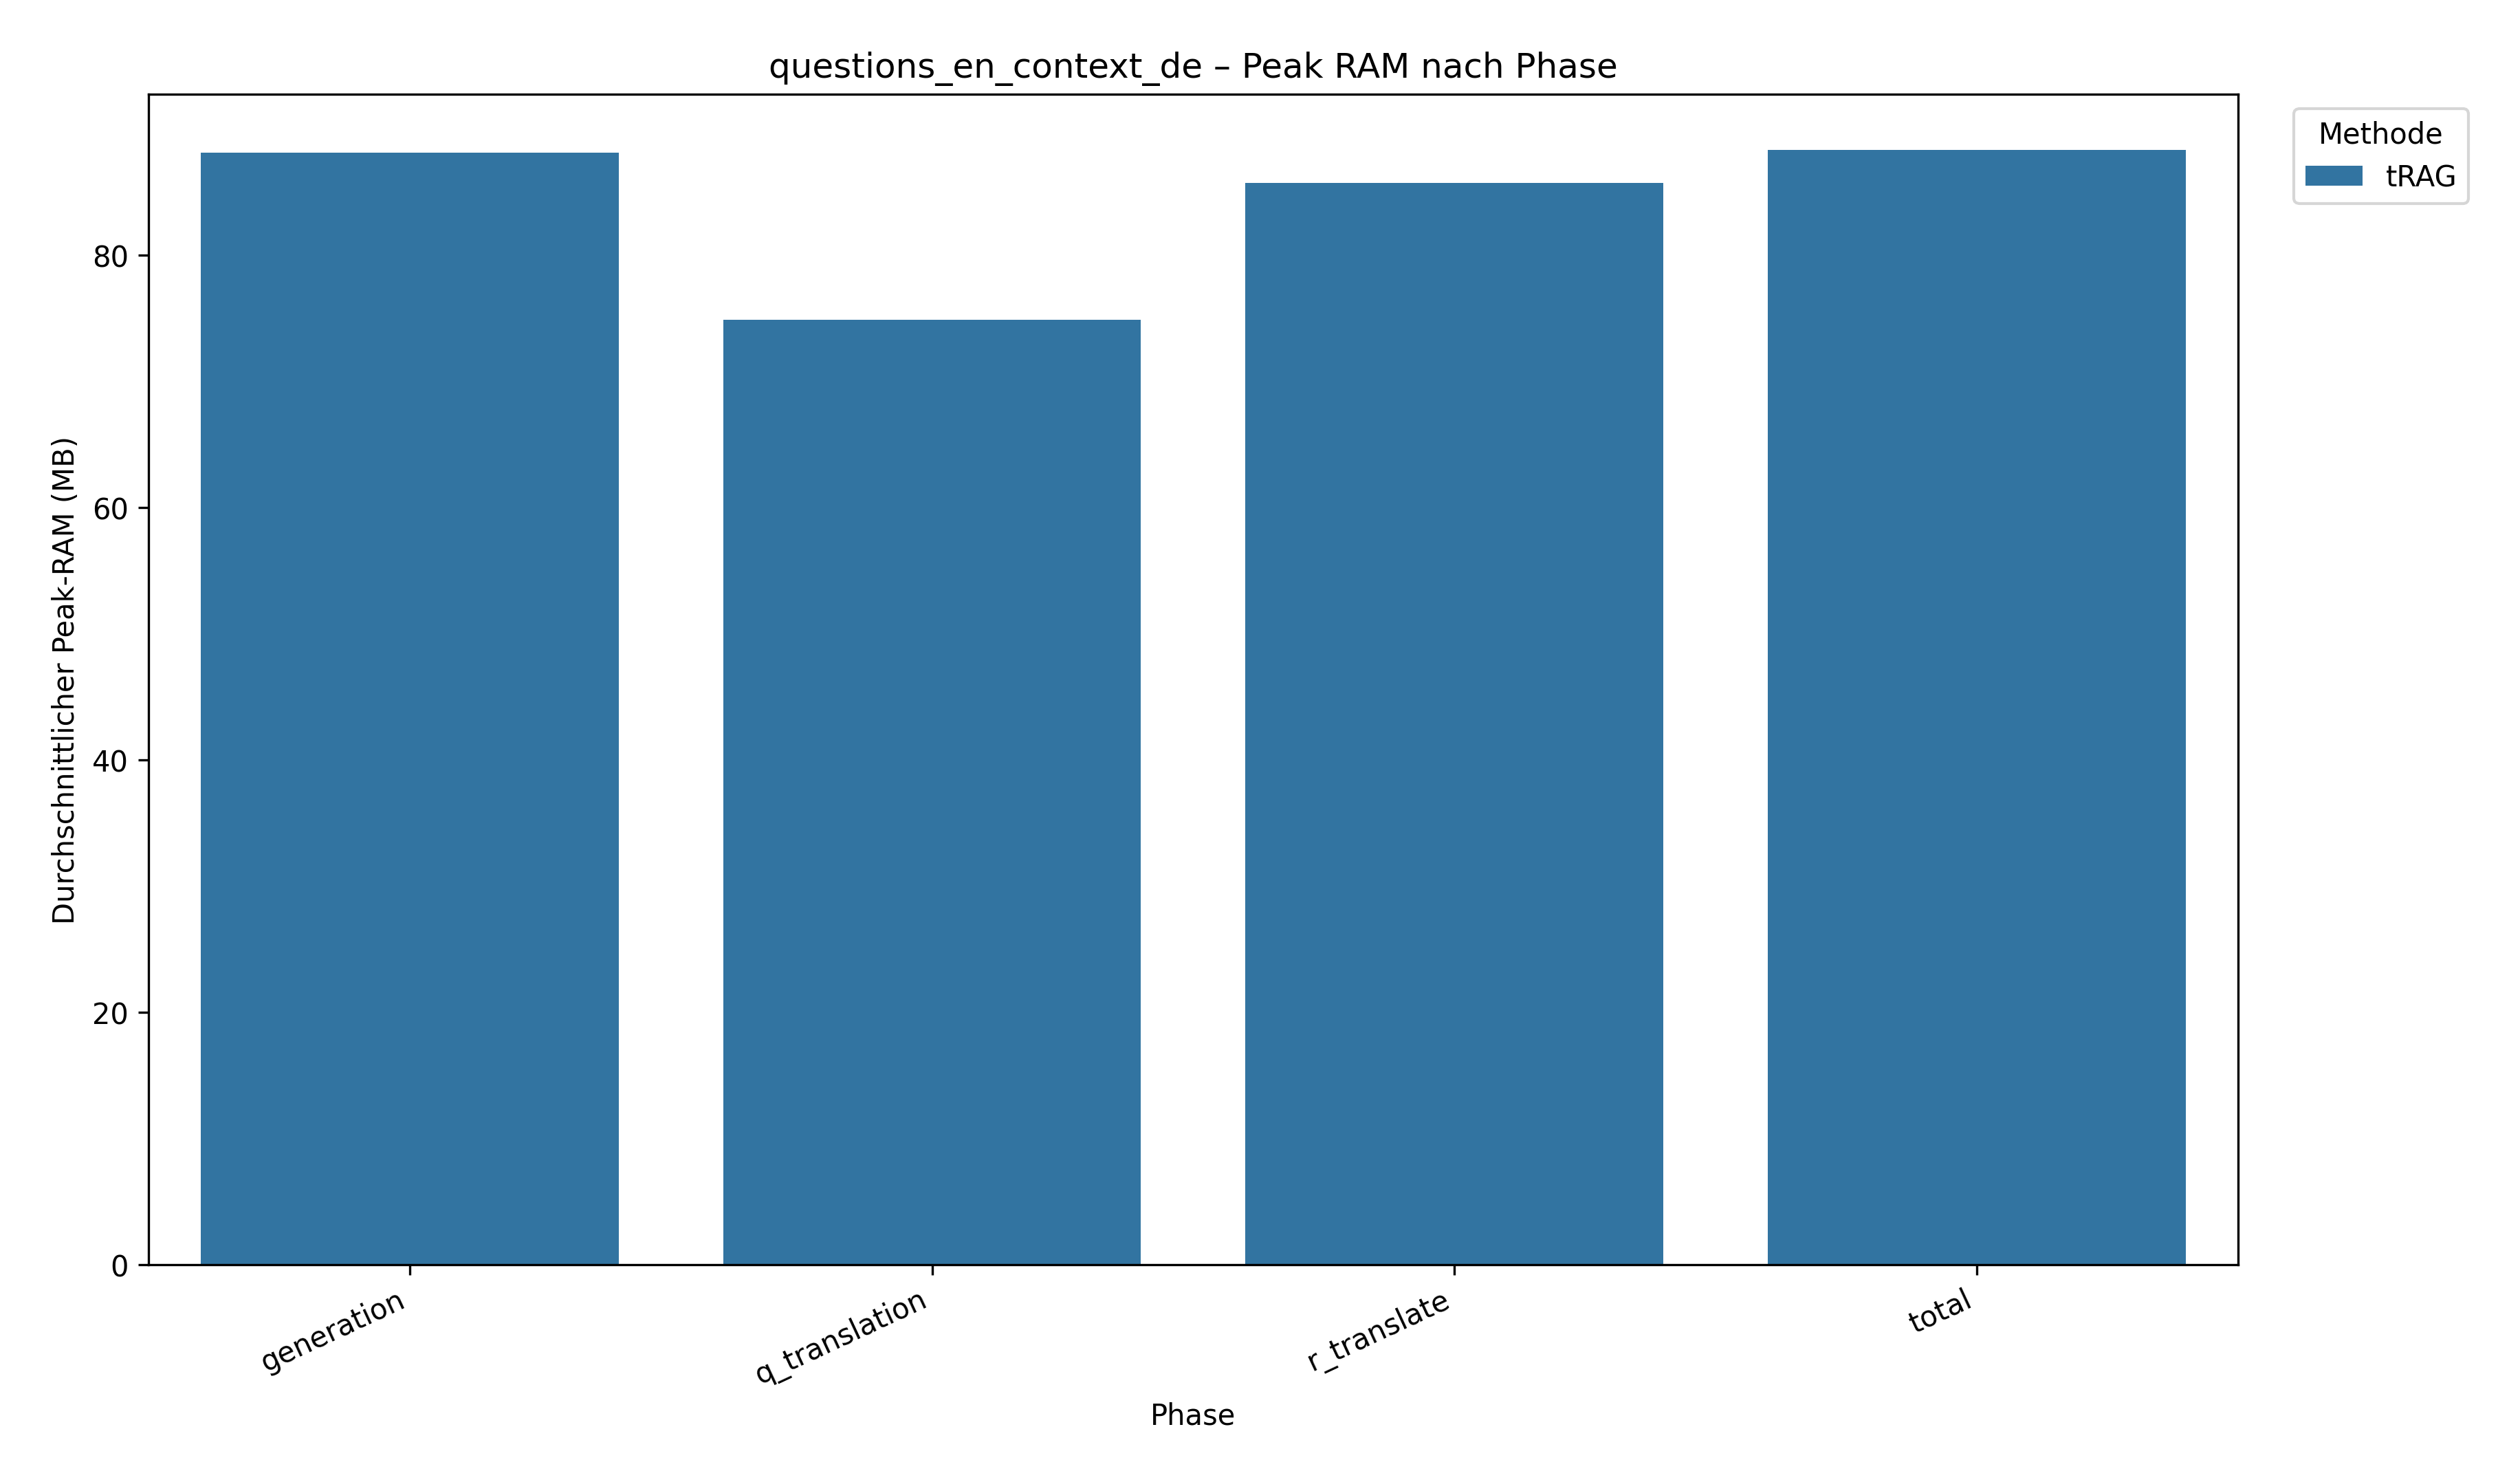 questions_en_context_de – Peak RAM nach Phase
Methode
tRAG
Durchschnittlicher Peak-RAM (MB)
80
60
40
20
0
generation
q_translation
r_translate
total
Phase